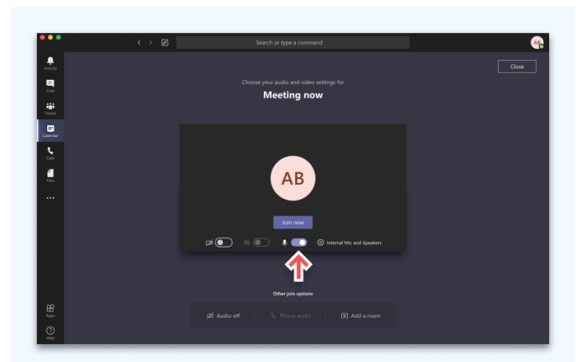 Search or type a command
AB
Activity
Chat
Teams
Calendar
Calls
Files
Apps
Help
Close
Choose your audio and video settings for
Meeting now
AB
Join now
Internal Mic and Speakers
Other join options
Audio off
Phone audio
Add a room